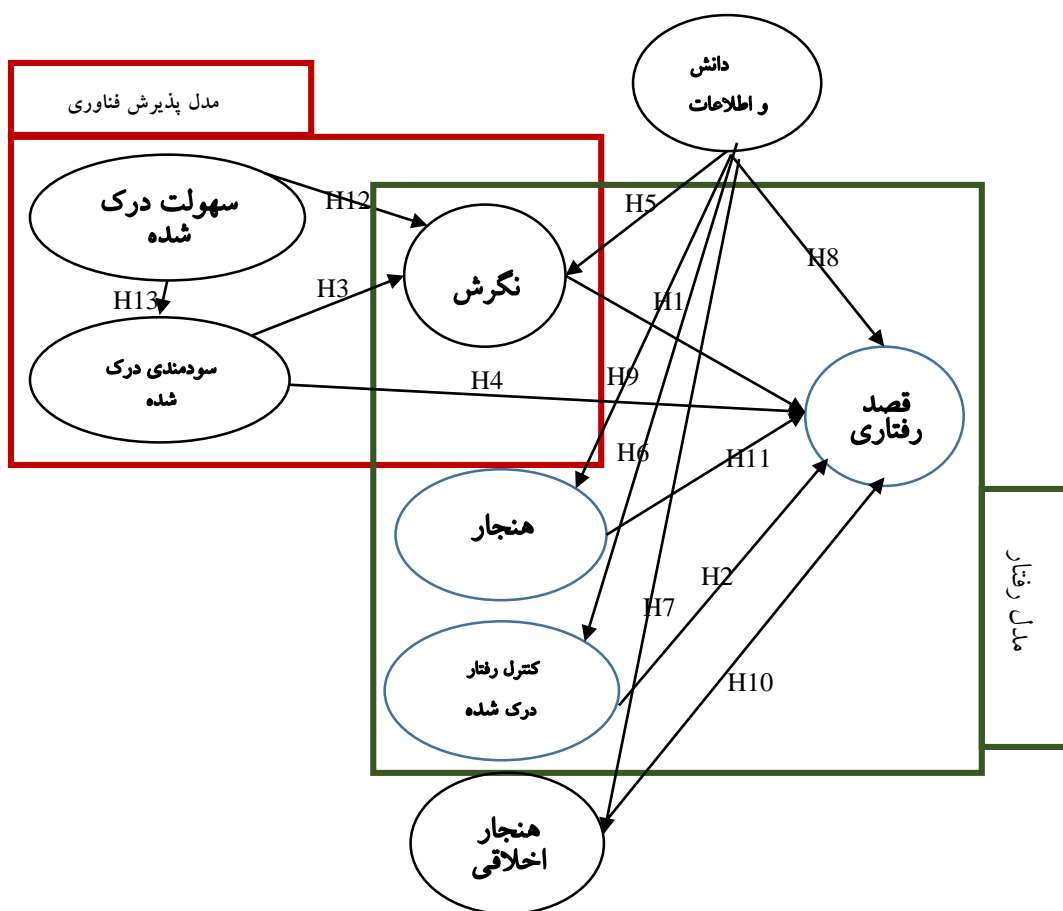 دانش
و اطلاعات
مدل پذیرش فناوری
سهولت درک
شده
H12
H5
H8
نگرش
H13
H3
H1
سودمندی درک
شده
H4
H9
قصد
رفتاری
H6
H11
هنجار
مدل رفتار
H2
H7
کنترل رفتار
درک شده
H10
هنجار
اخلاقی